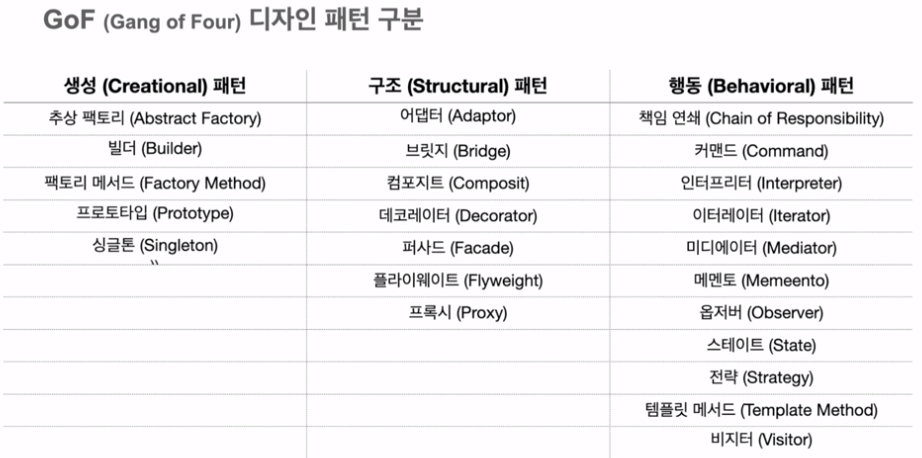 GoF (Gang of Four) 디자인 패턴 구분
생성 (Creational) 패턴 구조 (Structural) 패턴 행동 (Behavioral) 패턴
추상 팩토리 (Abstract Factory) 어댑터 (Adaptor) 책임 연쇄 (Chain of Responsibility)
빌더 (Builder) 브릿지 (Bridge) 커맨드 (Command)
팩토리 메서드 (Factory Method) 컴포지트 (Composit) 인터프리터 (Interpreter)
프로토타입 (Prototype) 데코레이터 (Decorator) 이터레이터 (Iterator)
싱글톤 (Singleton) 퍼사드 (Facade) 미디에이터 (Mediator)
플라이웨이트 (Flyweight) 메멘토 (Memeento)
프록시 (Proxy) 옵저버 (Observer)
스테이트 (State)
전략 (Strategy)
템플릿 메서드 (Template Method)
비지터 (Visitor)